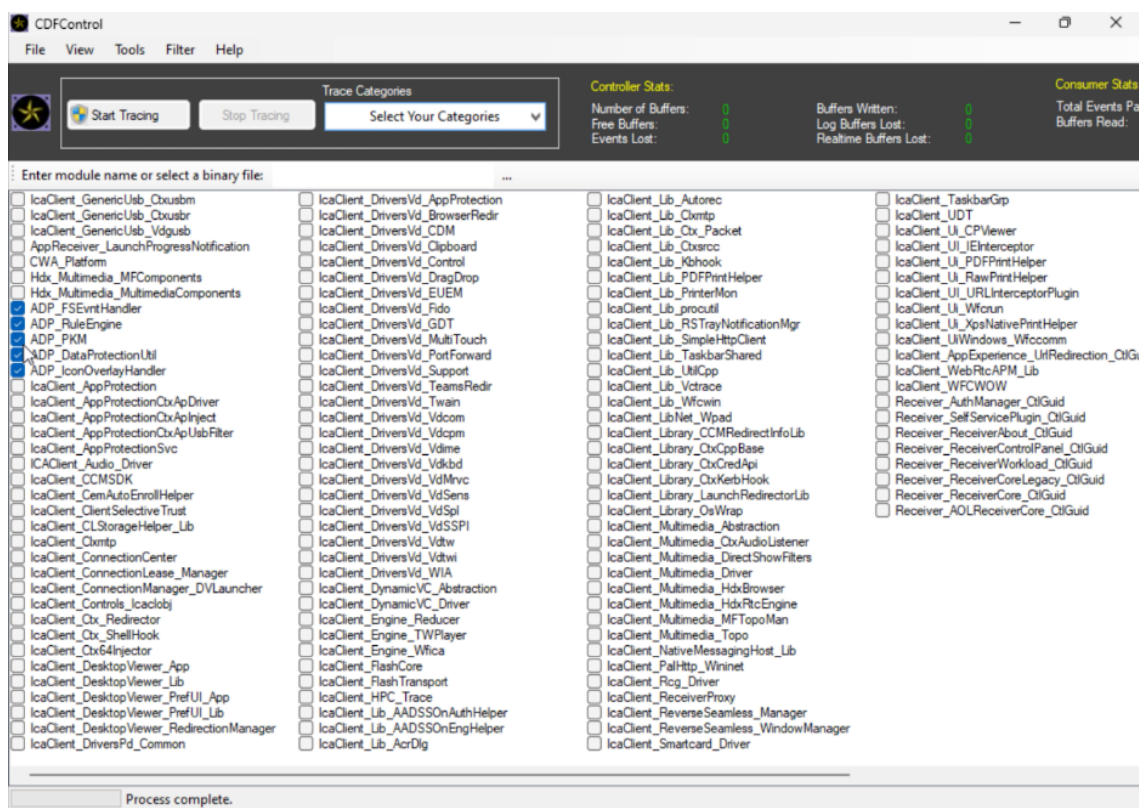 CDFControl
File View Tools Filter Help
Trace Categories
Start Tracing
Stop Tracing
Select Your Categories
Controller Stats:
Number of Buffers: 0
Free Buffers: 0
Events Lost: 0
Buffers Written: 0
Log Buffers Lost: 0
Realtime Buffers Lost: 0
Consumer Stats
Total Events Pa
Buffers Read:
Enter module name or select a binary file:
...
IcaClient_GenericUsb_Ctxusbm
IcaClient_GenericUsb_Ctxusbr
IcaClient_GenericUsb_Vdgusb
AppReceiver_LaunchProgressNotification
CWA_Platform
Hdx_Multimedia_MFComponents
Hdx_Multimedia_MultimediaComponents
ADP_FSEvntHandler
ADP_RuleEngine
ADP_PKM
ADP_DataProtectionUtil
ADP_IconOverlayHandler
IcaClient_AppProtection
IcaClient_AppProtectionCtxApDriver
IcaClient_AppProtectionCtxApInject
IcaClient_AppProtectionCtxApUsbFilter
IcaClient_AppProtectionSvc
ICAClient_Audio_Driver
IcaClient_CCMSDK
IcaClient_CemAutoEnrollHelper
IcaClient_ClientSelectiveTrust
IcaClient_CLStorageHelper_Lib
IcaClient_Clxmtp
IcaClient_ConnectionCenter
IcaClient_ConnectionLease_Manager
IcaClient_ConnectionManager_DVLauncher
IcaClient_Controls_Icaclobj
IcaClient_Ctx_Redirector
IcaClient_Ctx_ShellHook
IcaClient_Ctx64Injector
IcaClient_DesktopViewer_App
IcaClient_DesktopViewer_Lib
IcaClient_DesktopViewer_PrefUI_App
IcaClient_DesktopViewer_PrefUI_Lib
IcaClient_DesktopViewer_RedirectionManager
IcaClient_DriversPd_Common
IcaClient_DriversVd_AppProtection
IcaClient_DriversVd_BrowserRedir
IcaClient_DriversVd_CDM
IcaClient_DriversVd_Clipboard
IcaClient_DriversVd_Control
IcaClient_DriversVd_DragDrop
IcaClient_DriversVd_EUEM
IcaClient_DriversVd_Fido
IcaClient_DriversVd_GDT
IcaClient_DriversVd_MultiTouch
IcaClient_DriversVd_PortForward
IcaClient_DriversVd_Support
IcaClient_DriversVd_TeamsRedir
IcaClient_DriversVd_Twain
IcaClient_DriversVd_Vdcom
IcaClient_DriversVd_Vdcpm
IcaClient_DriversVd_Vdime
IcaClient_DriversVd_Vdkbd
IcaClient_DriversVd_VdMrvc
IcaClient_DriversVd_VdSens
IcaClient_DriversVd_VdSpl
IcaClient_DriversVd_VdSSPI
IcaClient_DriversVd_Vdtw
IcaClient_DriversVd_Vdtwi
IcaClient_DriversVd_WIA
IcaClient_DynamicVC_Abstraction
IcaClient_DynamicVC_Driver
IcaClient_Engine_Reducer
IcaClient_Engine_TWPlayer
IcaClient_Engine_Wfica
IcaClient_FlashCore
IcaClient_FlashTransport
IcaClient_HPC_Trace
IcaClient_Lib_AADSSOnAuthHelper
IcaClient_Lib_AADSSOnEngHelper
IcaClient_Lib_AcrDlg
IcaClient_Lib_Autorec
IcaClient_Lib_Clxmtp
IcaClient_Lib_Ctx_Packet
IcaClient_Lib_Ctxsrcc
IcaClient_Lib_Kbhook
IcaClient_Lib_PDFPrintHelper
IcaClient_Lib_PrinterMon
IcaClient_Lib_procutil
IcaClient_Lib_RSTrayNotificationMgr
IcaClient_Lib_SimpleHttpClient
IcaClient_Lib_TaskbarShared
IcaClient_Lib_UtilCpp
IcaClient_Lib_Vctrace
IcaClient_Lib_Wfcwin
IcaClient_LibNet_Wpad
IcaClient_Library_CCMRedirectInfoLib
IcaClient_Library_CtxCppBase
IcaClient_Library_CtxCredApi
IcaClient_Library_CtxKerbHook
IcaClient_Library_LaunchRedirectorLib
IcaClient_Library_OsWrap
IcaClient_Multimedia_Abstraction
IcaClient_Multimedia_CtxAudioListener
IcaClient_Multimedia_DirectShowFilters
IcaClient_Multimedia_Driver
IcaClient_Multimedia_HdxBrowser
IcaClient_Multimedia_HdxRtcEngine
IcaClient_Multimedia_MFTopoMan
IcaClient_Multimedia_Topo
IcaClient_NativeMessagingHost_Lib
IcaClient_PalHttp_Wininet
IcaClient_Rcg_Driver
IcaClient_ReceiverProxy
IcaClient_ReverseSeamless_Manager
IcaClient_ReverseSeamless_WindowManager
IcaClient_Smartcard_Driver
IcaClient_TaskbarGrp
IcaClient_UDT
IcaClient_Ui_CPViewer
IcaClient_UI_IEInterceptor
IcaClient_Ui_PDFPrintHelper
IcaClient_Ui_RawPrintHelper
IcaClient_UI_URLInterceptorPlugin
IcaClient_Ui_Wfcrun
IcaClient_Ui_XpsNativePrintHelper
IcaClient_UiWindows_Wfccomm
IcaClient_AppExperience_UrlRedirection_CtlGu
IcaClient_WebRtcAPM_Lib
IcaClient_WFCWOW
Receiver_AuthManager_CtlGuid
Receiver_SelfServicePlugin_CtlGuid
Receiver_ReceiverAbout_CtlGuid
Receiver_ReceiverControlPanel_CtlGuid
Receiver_ReceiverWorkload_CtlGuid
Receiver_ReceiverCoreLegacy_CtlGuid
Receiver_ReceiverCore_CtlGuid
Receiver_AOLReceiverCore_CtlGuid
Process complete.